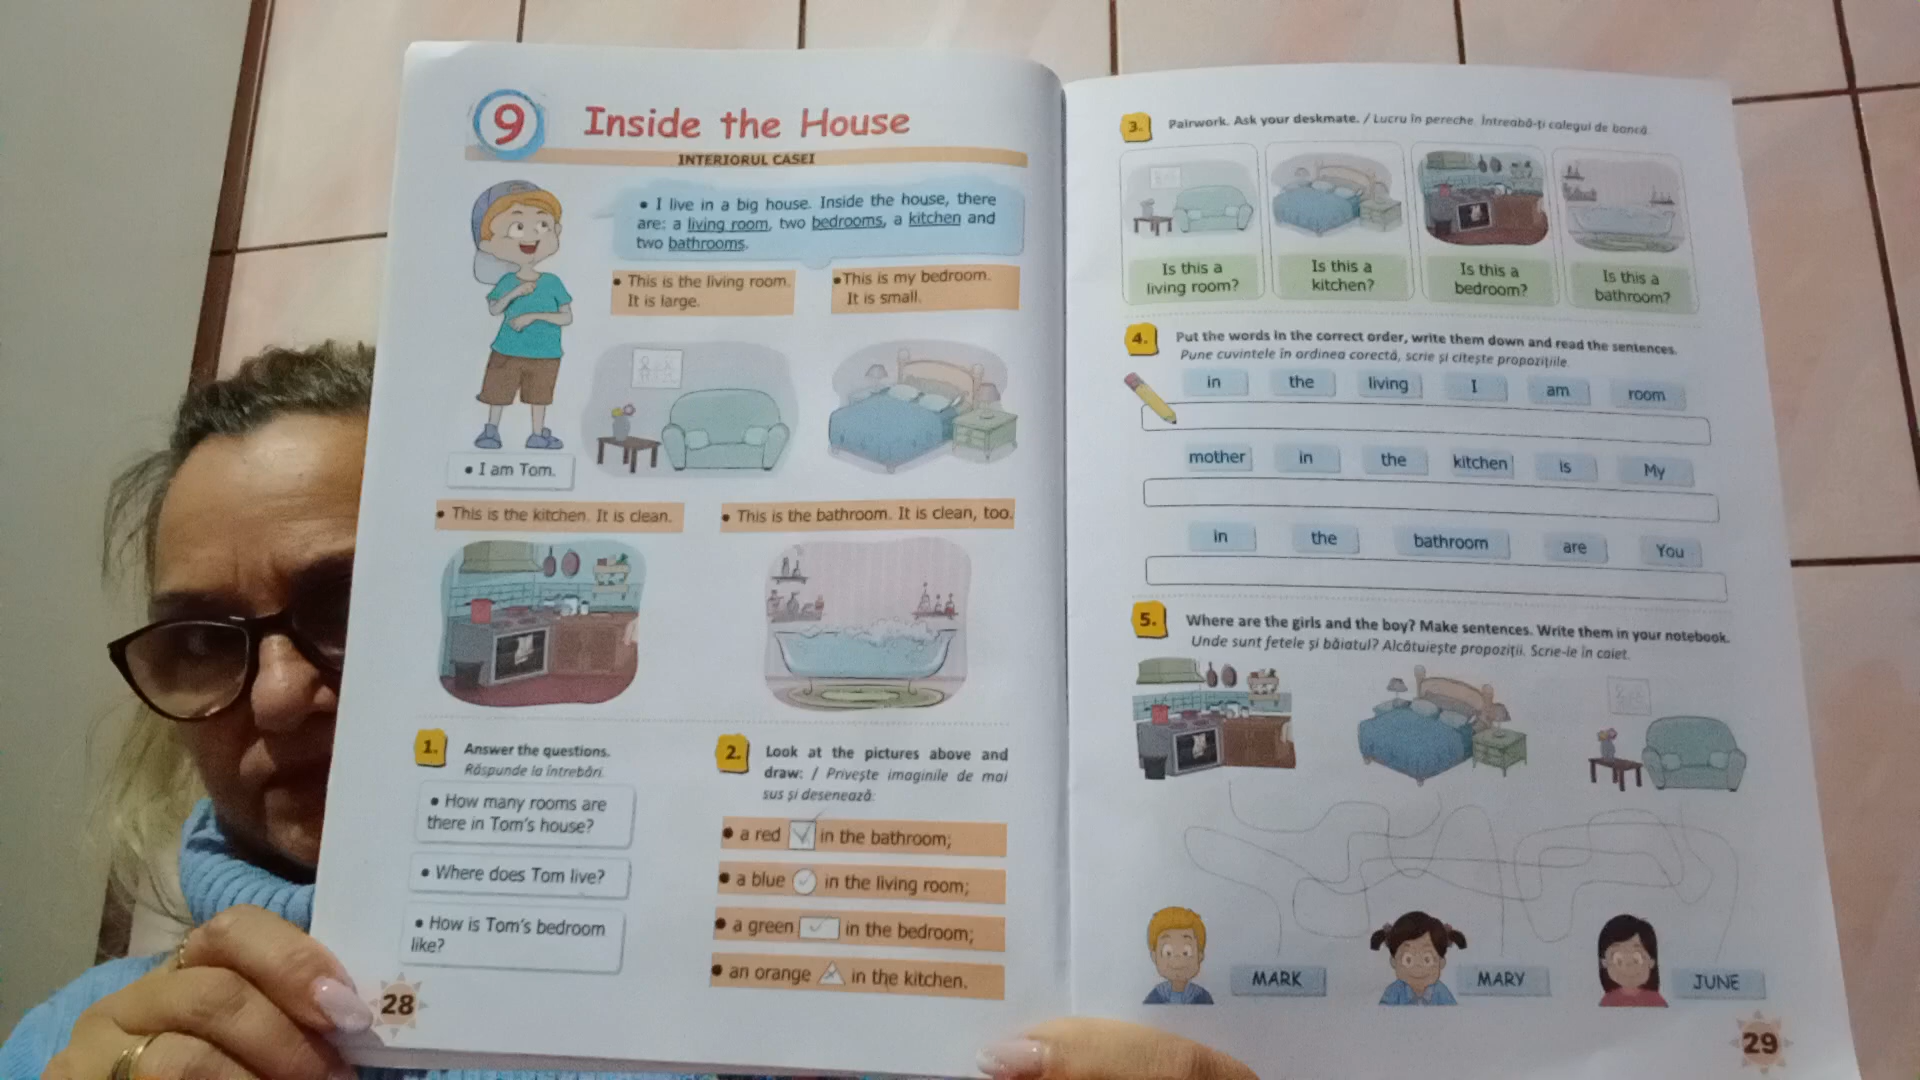 9
Inside the House
INTERIORUL CASEI
• I live in a big house. Inside the house, there
are: a living room, two bedrooms, a kitchen and
two bathrooms.
• This is the living room.
It is large.
• This is my bedroom.
It is small.
• I am Tom.
• This is the kitchen. It is clean.
• This is the bathroom. It is clean, too.
1.
Answer the questions.
Răspunde la întrebări.
• How many rooms are
there in Tom's house?
• Where does Tom live?
• How is Tom's bedroom
like?
2.
Look at the pictures above and
draw: / Privește imaginile de mai
sus și desenează:
• a red in the bathroom;
• a blue in the living room;
• a green in the bedroom;
• an orange in the kitchen.
28
3.
Pairwork. Ask your deskmate. / Lucru în pereche. Întreabă-ți colegul de bancă.
Is this a
living room?
Is this a
kitchen?
Is this a
bedroom?
Is this a
bathroom?
4.
Put the words in the correct order, write them down and read the sentences.
Pune cuvintele în ordinea corectă, scrie și citește propozițiile.
in the living I am room
mother in the kitchen is My
in the bathroom are You
5.
Where are the girls and the boy? Make sentences. Write them in your notebook.
Unde sunt fetele și băiatul? Alcătuiește propoziții. Scrie-le în caiet.
MARK
MARY
JUNE
29